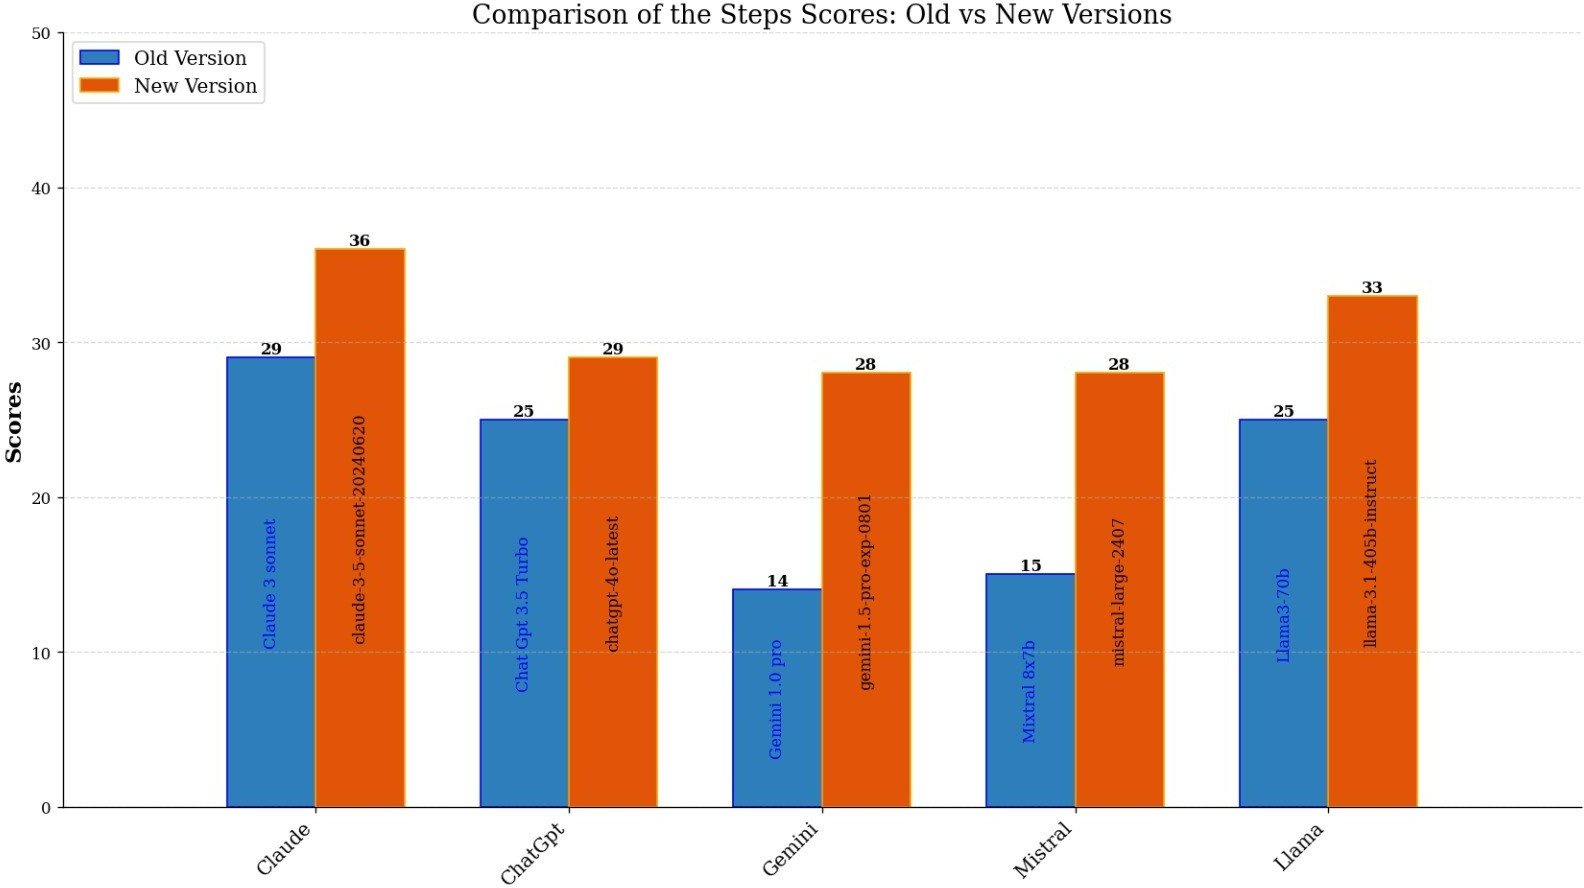 Comparison of the Steps Scores: Old vs New Versions
Old Version
New Version
Scores
50
40
30
20
10
0
29
36
25
29
14
28
15
28
25
33
Claude 3 sonnet
claude-3-5-sonnet-20240620
Chat Gpt 3.5 Turbo
chatgpt-4o-latest
Gemini 1.0 pro
gemini-1.5-pro-exp-0801
Mixtral 8x7b
mistral-large-2407
Llama3-70b
llama-3.1-405b-instruct
Claude
ChatGpt
Gemini
Mistral
Llama